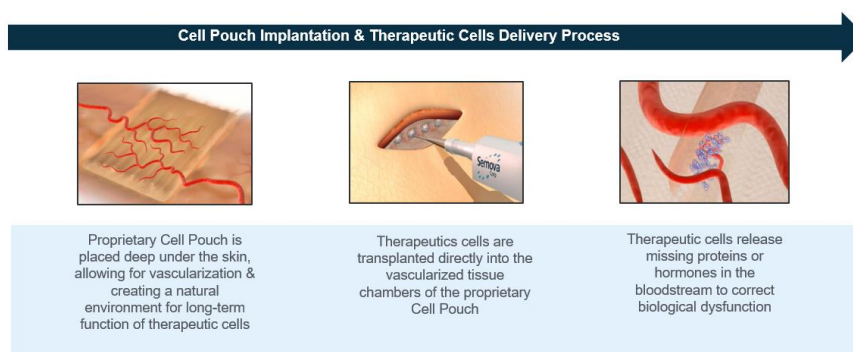 Cell Pouch Implantation & Therapeutic Cells Delivery Process
Sernova
Proprietary Cell Pouch is
placed deep under the skin,
allowing for vascularization &
creating a natural
environment for long-term
function of therapeutic cells
Therapeutics cells are
transplanted directly into the
vascularized tissue
chambers of the proprietary
Cell Pouch
Therapeutic cells release
missing proteins or
hormones in the
bloodstream to correct
biological dysfunction